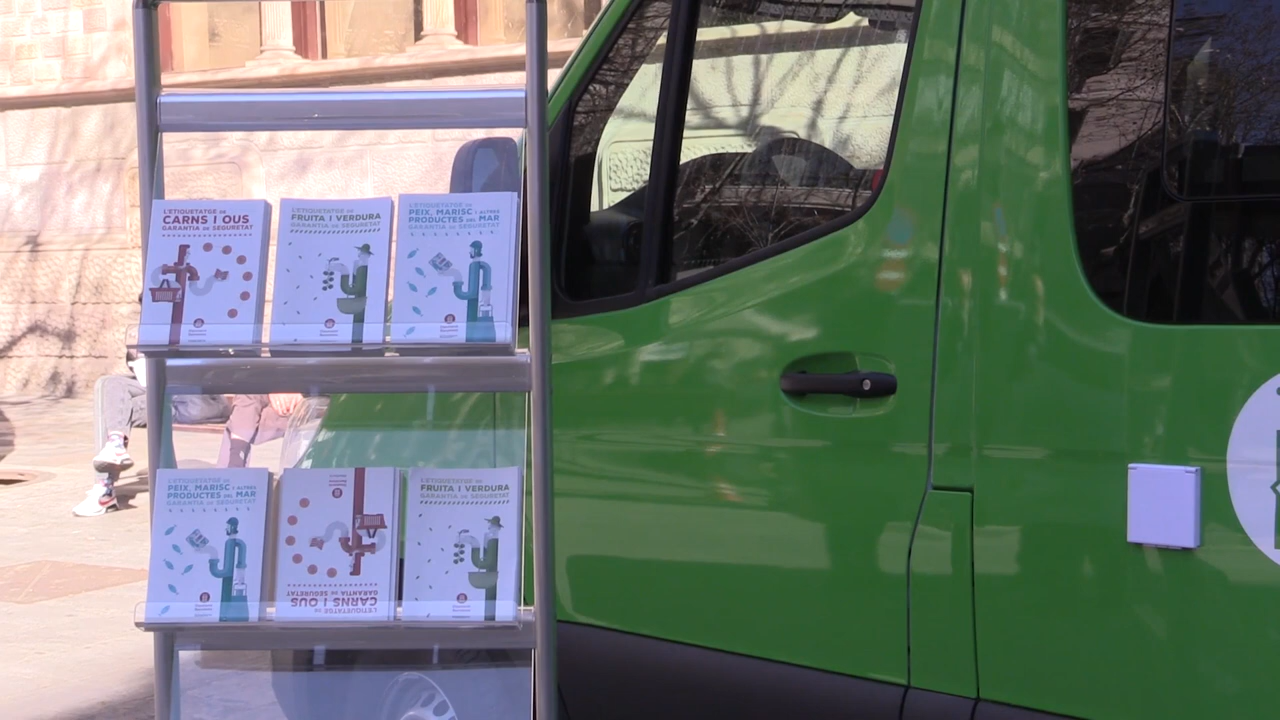 L'ETIQUETATGE DE
CARNS I OUS
GARANTIA DE SEGURETAT
L'ETIQUETATGE DE
FRUITA I VERDURA
GARANTIA DE SEGURETAT
L'ETIQUETATGE DE
PEIX, MARISC I ALTRES
PRODUCTES DEL MAR
GARANTIA DE SEGURETAT
L'ETIQUETATGE DE
PEIX, MARISC I ALTRES
PRODUCTES DEL MAR
GARANTIA DE SEGURETAT
L'ETIQUETATGE DE
CARNS I OUS
GARANTIA DE SEGURETAT
L'ETIQUETATGE DE
FRUITA I VERDURA
GARANTIA DE SEGURETAT